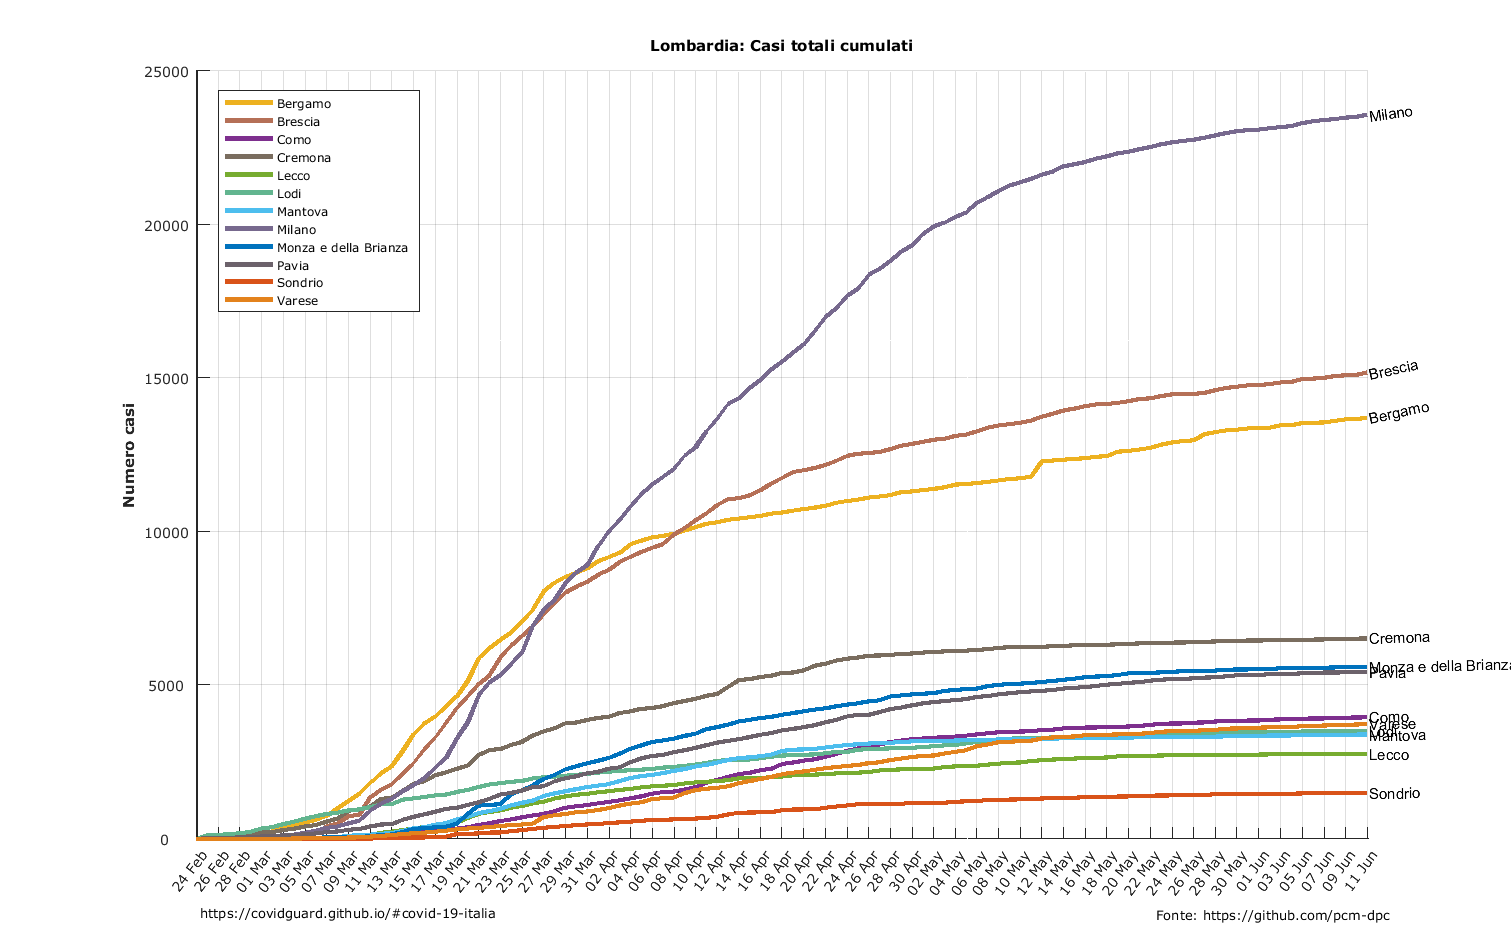 Lombardia: Casi totali cumulati
25000
20000
15000
10000
5000
0
Numero casi
Bergamo
Brescia
Como
Cremona
Lecco
Lodi
Mantova
Milano
Monza e della Brianza
Pavia
Sondrio
Varese
Milano
Brescia
Bergamo
Cremona
Monza e della Brianza
Pavia
Como
Varese
Lodi
Mantova
Lecco
Sondrio
24 Feb
26 Feb
28 Feb
01 Mar
03 Mar
05 Mar
07 Mar
09 Mar
11 Mar
13 Mar
15 Mar
17 Mar
19 Mar
21 Mar
23 Mar
25 Mar
27 Mar
29 Mar
31 Mar
02 Apr
04 Apr
06 Apr
08 Apr
10 Apr
12 Apr
14 Apr
16 Apr
18 Apr
20 Apr
22 Apr
24 Apr
26 Apr
28 Apr
30 Apr
02 May
04 May
06 May
08 May
10 May
12 May
14 May
16 May
18 May
20 May
22 May
24 May
26 May
28 May
30 May
01 Jun
03 Jun
05 Jun
07 Jun
09 Jun
11 Jun
https://covidguard.github.io/#covid-19-italia
Fonte: https://github.com/pcm-dpc